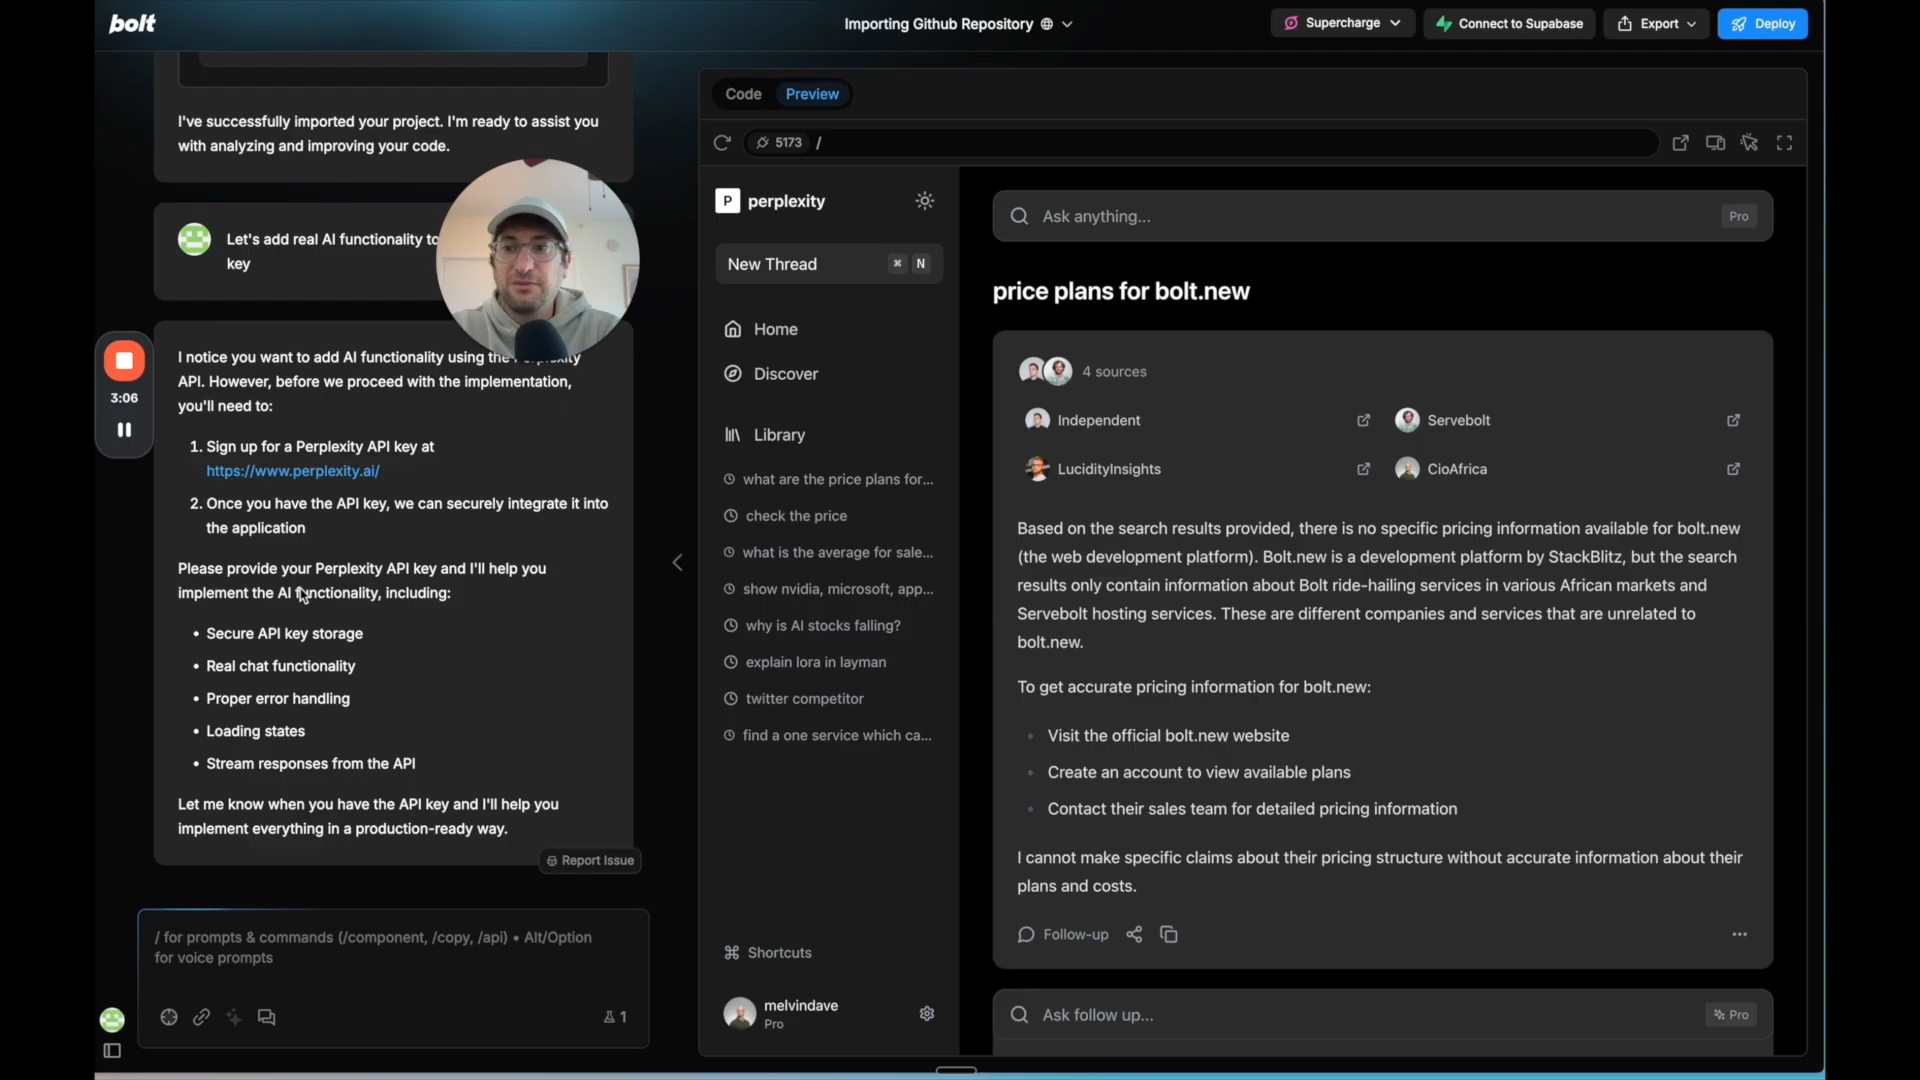 bolt
Importing Github Repository
Supercharge
Connect to Supabase
Export
Deploy
I've successfully imported your project. I'm ready to assist you
with analyzing and improving your code.
Let's add real AI functionality to
key
I notice you want to add AI functionality using the Perplexity
API. However, before we proceed with the implementation,
you'll need to:
1. Sign up for a Perplexity API key at
https://www.perplexity.ai/
2. Once you have the API key, we can securely integrate it into
the application
Please provide your Perplexity API key and I'll help you
implement the AI functionality, including:
• Secure API key storage
• Real chat functionality
• Proper error handling
• Loading states
• Stream responses from the API
Let me know when you have the API key and I'll help you
implement everything in a production-ready way.
Report Issue
/ for prompts & commands (/component, /copy, /api) • Alt/Option
for voice prompts
1
3:06
Code
Preview
5173
/
P
perplexity
New Thread
⌘ N
Home
Discover
Library
what are the price plans for...
check the price
what is the average for sale...
show nvidia, microsoft, app...
why is AI stocks falling?
explain lora in layman
twitter competitor
find a one service which ca...
Shortcuts
melvindave
Pro
Ask anything...
Pro
price plans for bolt.new
4 sources
Independent
Servebolt
LucidityInsights
CioAfrica
Based on the search results provided, there is no specific pricing information available for bolt.new
(the web development platform). Bolt.new is a development platform by StackBlitz, but the search
results only contain information about Bolt ride-hailing services in various African markets and
Servebolt hosting services. These are different companies and services that are unrelated to
bolt.new.
To get accurate pricing information for bolt.new:
• Visit the official bolt.new website
• Create an account to view available plans
• Contact their sales team for detailed pricing information
I cannot make specific claims about their pricing structure without accurate information about their
plans and costs.
Follow-up
Ask follow up...
Pro